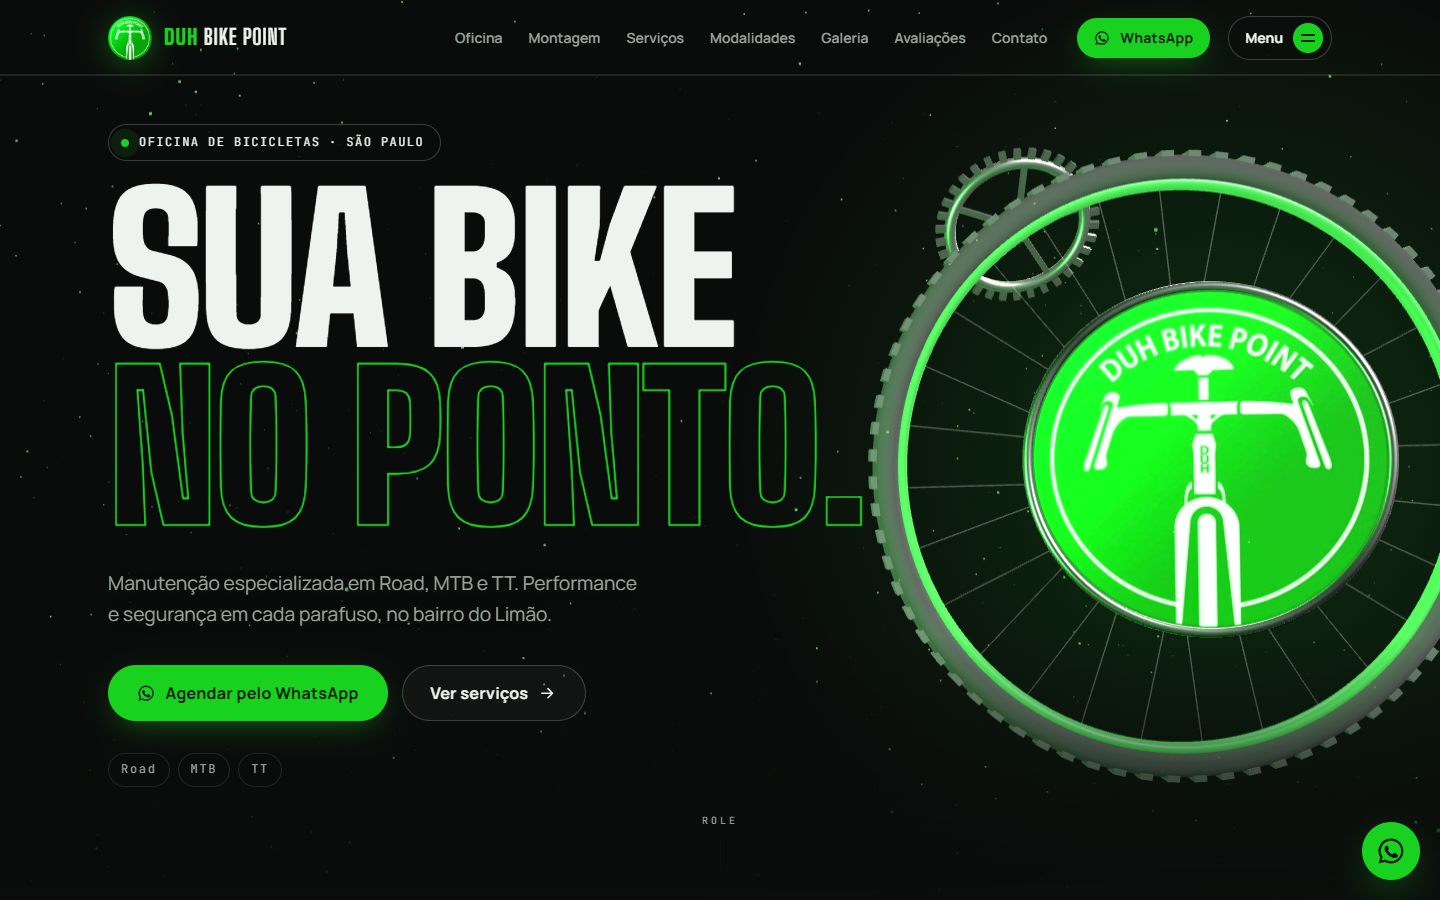 DUH BIKE POINT
Oficina
Montagem
Serviços
Modalidades
Galeria
Avaliações
Contato
WhatsApp
Menu
OFICINA DE BICICLETAS · SÃO PAULO
SUA BIKE
NO PONTO.
Manutenção especializada em Road, MTB e TT. Performance
e segurança em cada parafuso, no bairro do Limão.
Agendar pelo WhatsApp
Ver serviços →
Road
MTB
TT
ROLE
DUH BIKE POINT
DUH